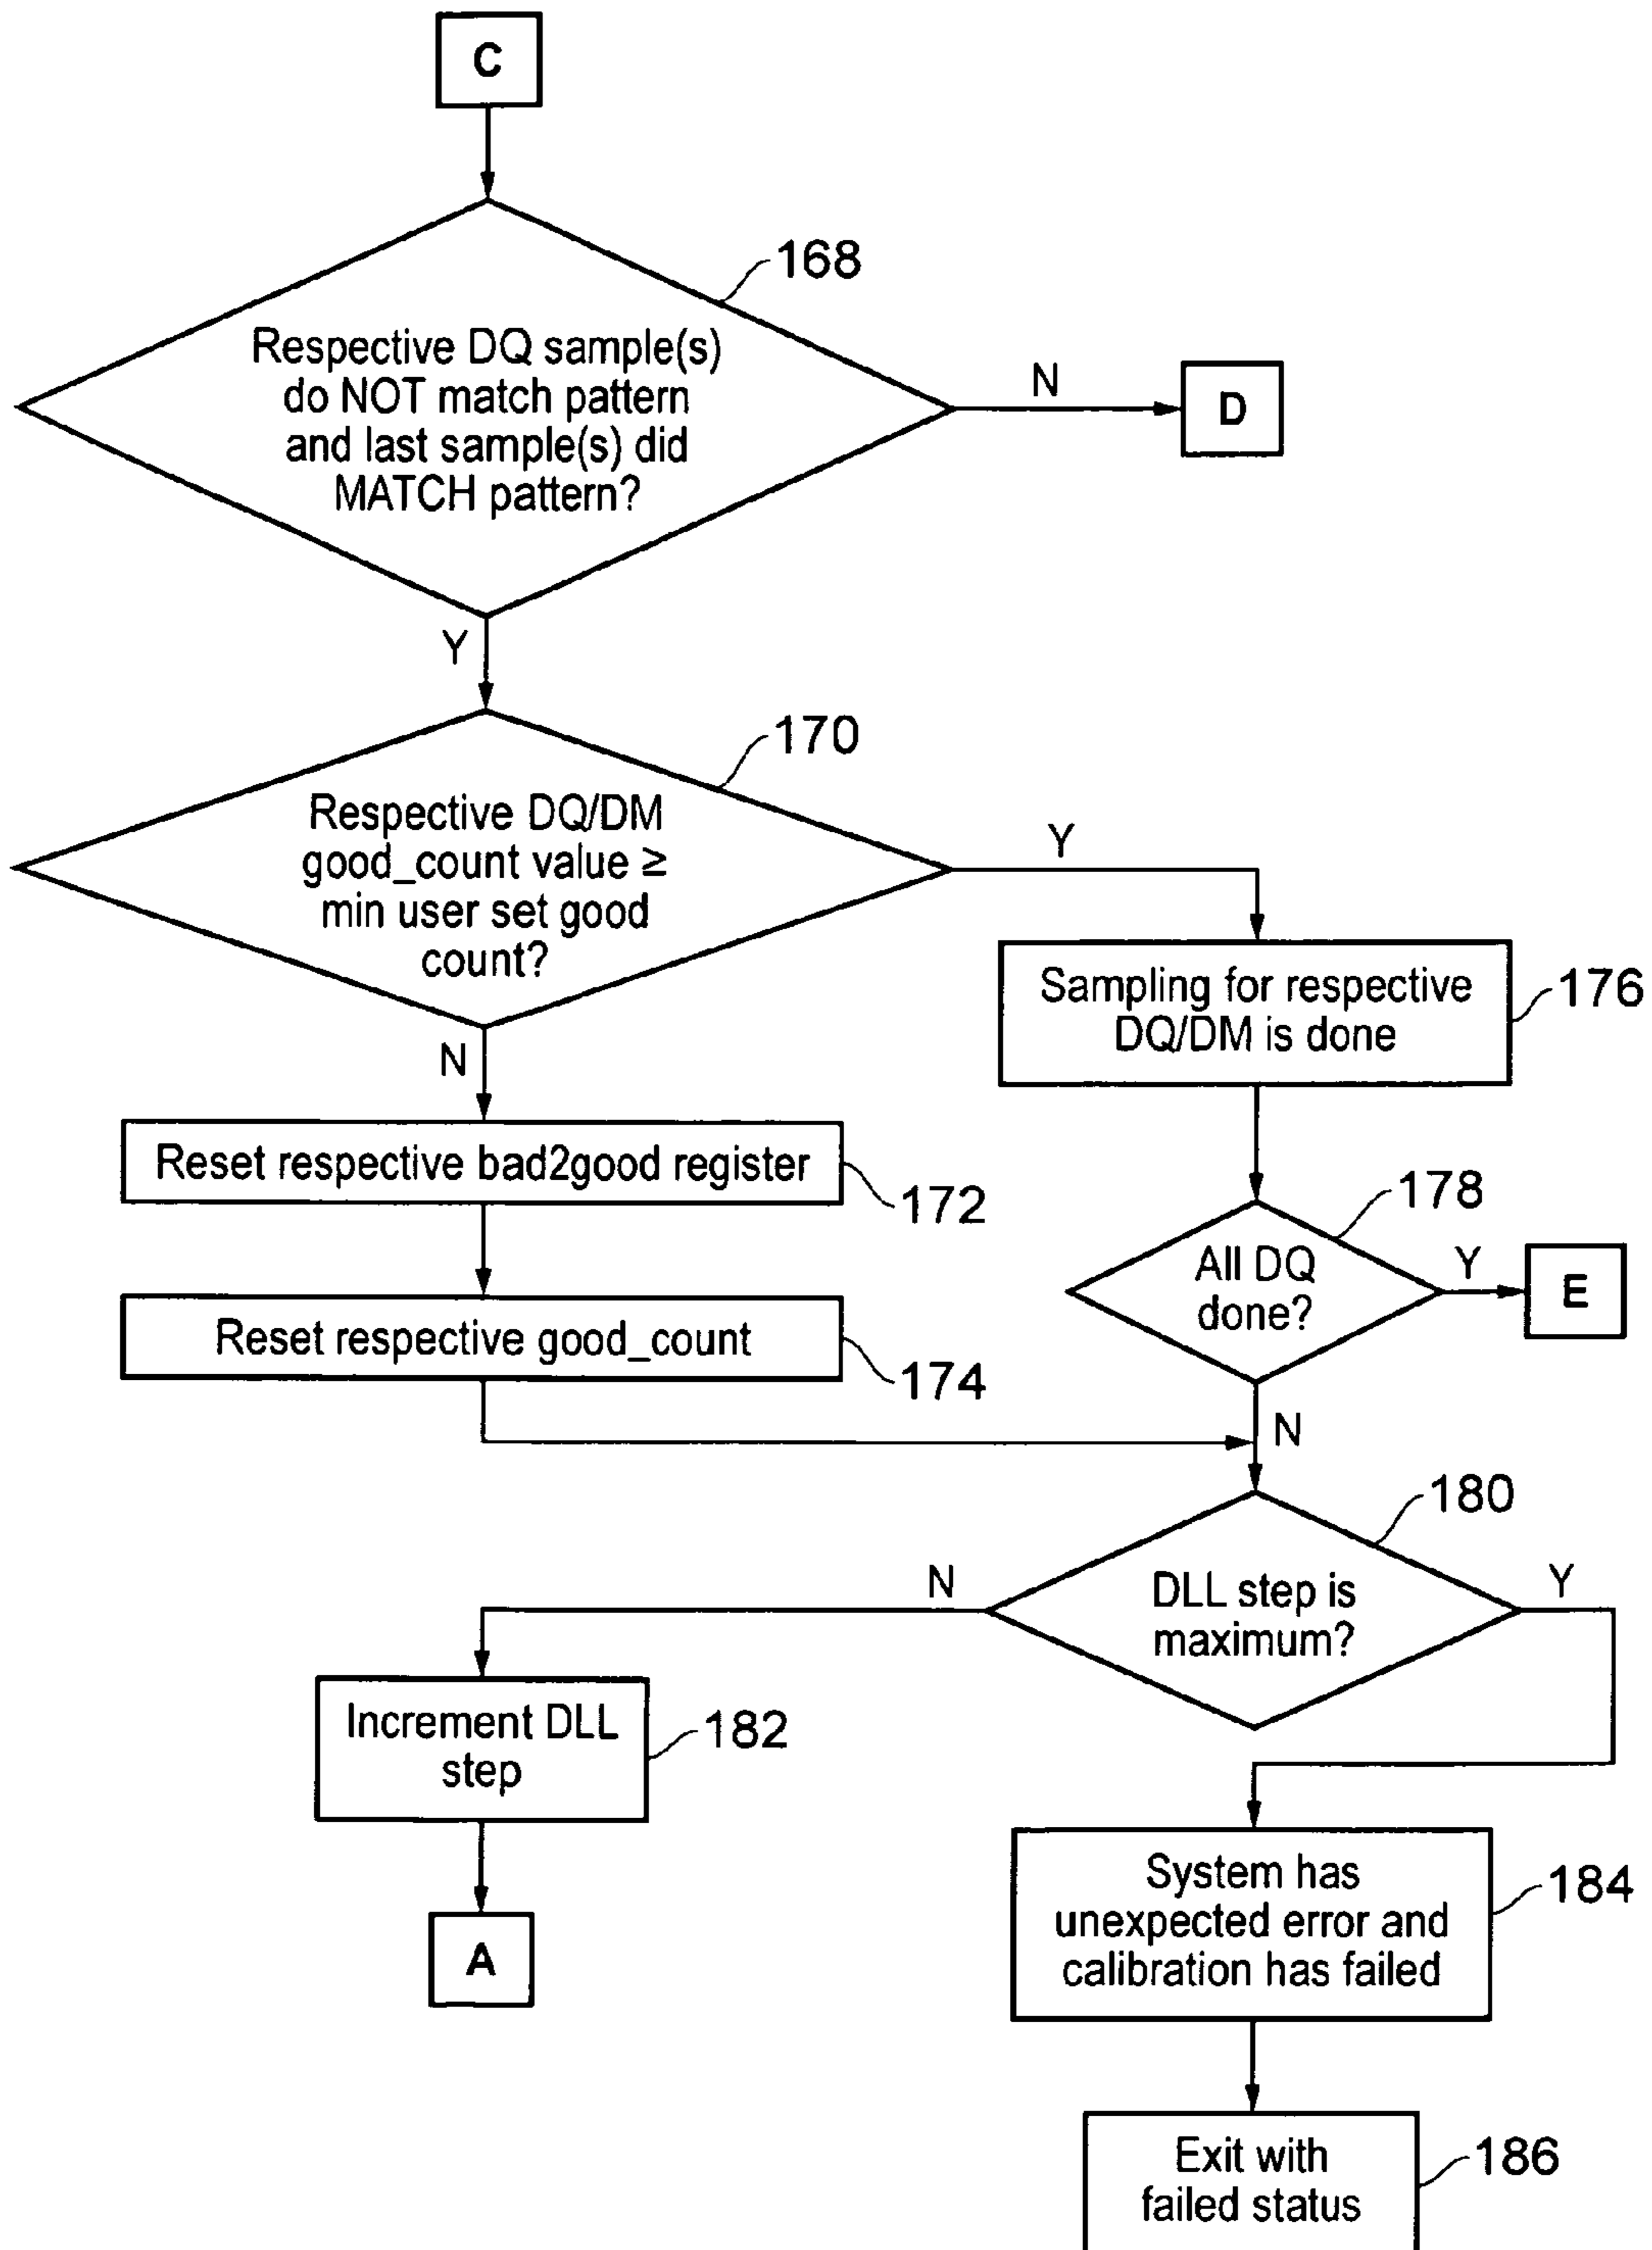 C
168
Respective DQ sample(s)
do NOT match pattern
and last sample(s) did
MATCH pattern?
N
D
Y
170
Respective DQ/DM
good_count value ≥
min user set good
count?
Y
Sampling for respective
DQ/DM is done
176
N
Reset respective bad2good register
172
178
All DQ
done?
Y
E
Reset respective good_count
174
N
180
DLL step is
maximum?
N
Y
Increment DLL
step
182
A
System has
unexpected error and
calibration has failed
184
Exit with
failed status
186